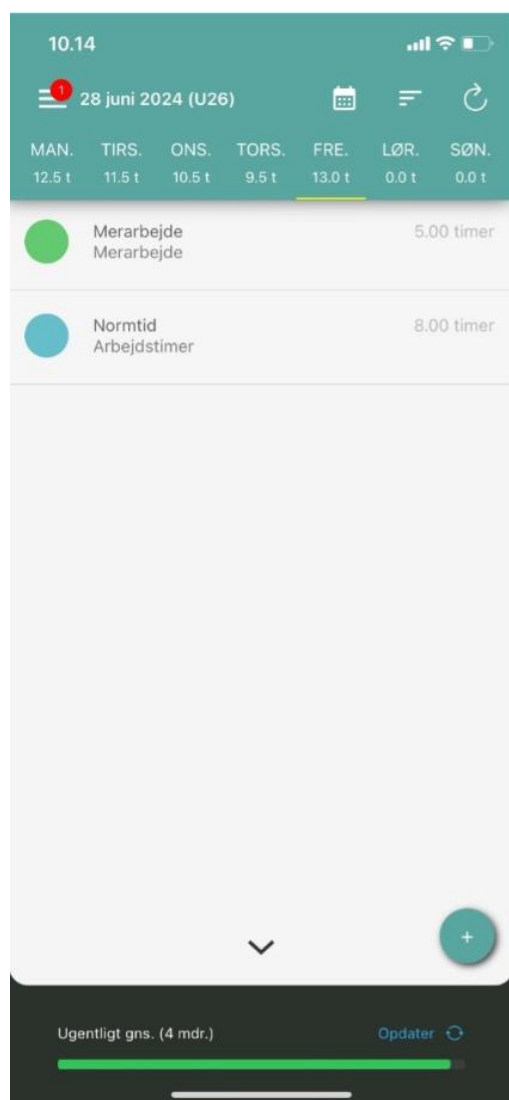 10.14
1
28 juni 2024 (U26)
MAN. TIRS. ONS. TORS. FRE. LØR. SØN.
12.5 t 11.5 t 10.5 t 9.5 t 13.0 t 0.0 t 0.0 t
Merarbejde 5.00 timer
Merarbejde
Normtid 8.00 timer
Arbejdstimer
+
Ugentligt gns. (4 mdr.) Opdater